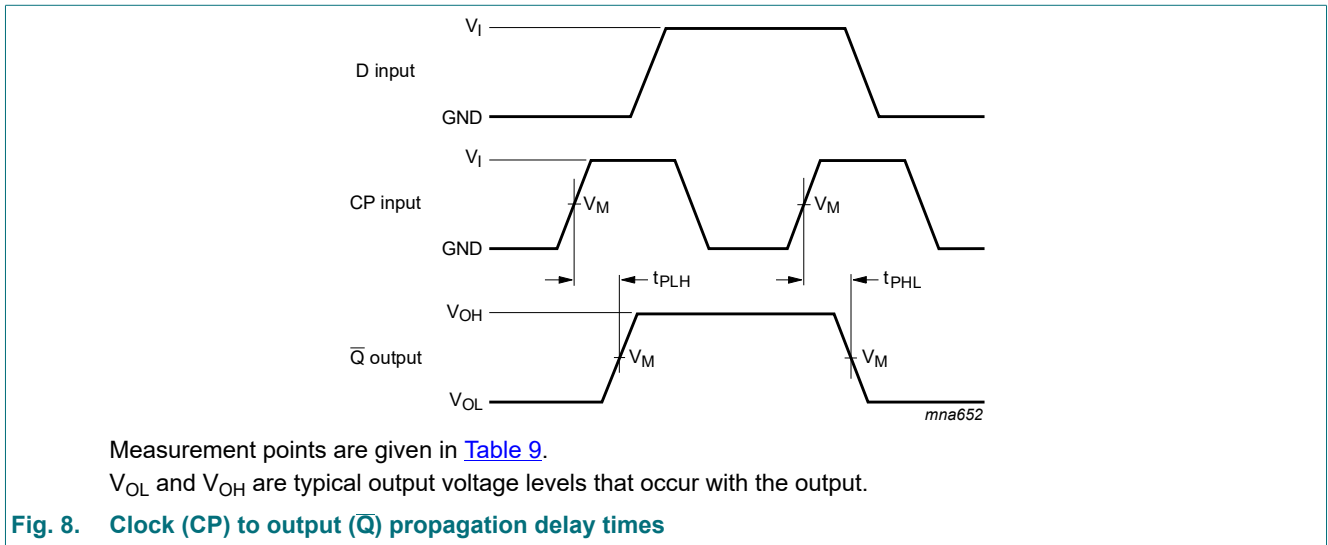 V_I
D input
GND
V_I
CP input
V_M
V_M
GND
t_PLH
t_PHL
V_OH
Q̅ output
V_M
V_M
V_OL
mna652
Measurement points are given in Table 9.
V_OL and V_OH are typical output voltage levels that occur with the output.
Fig. 8. Clock (CP) to output (Q̅) propagation delay times